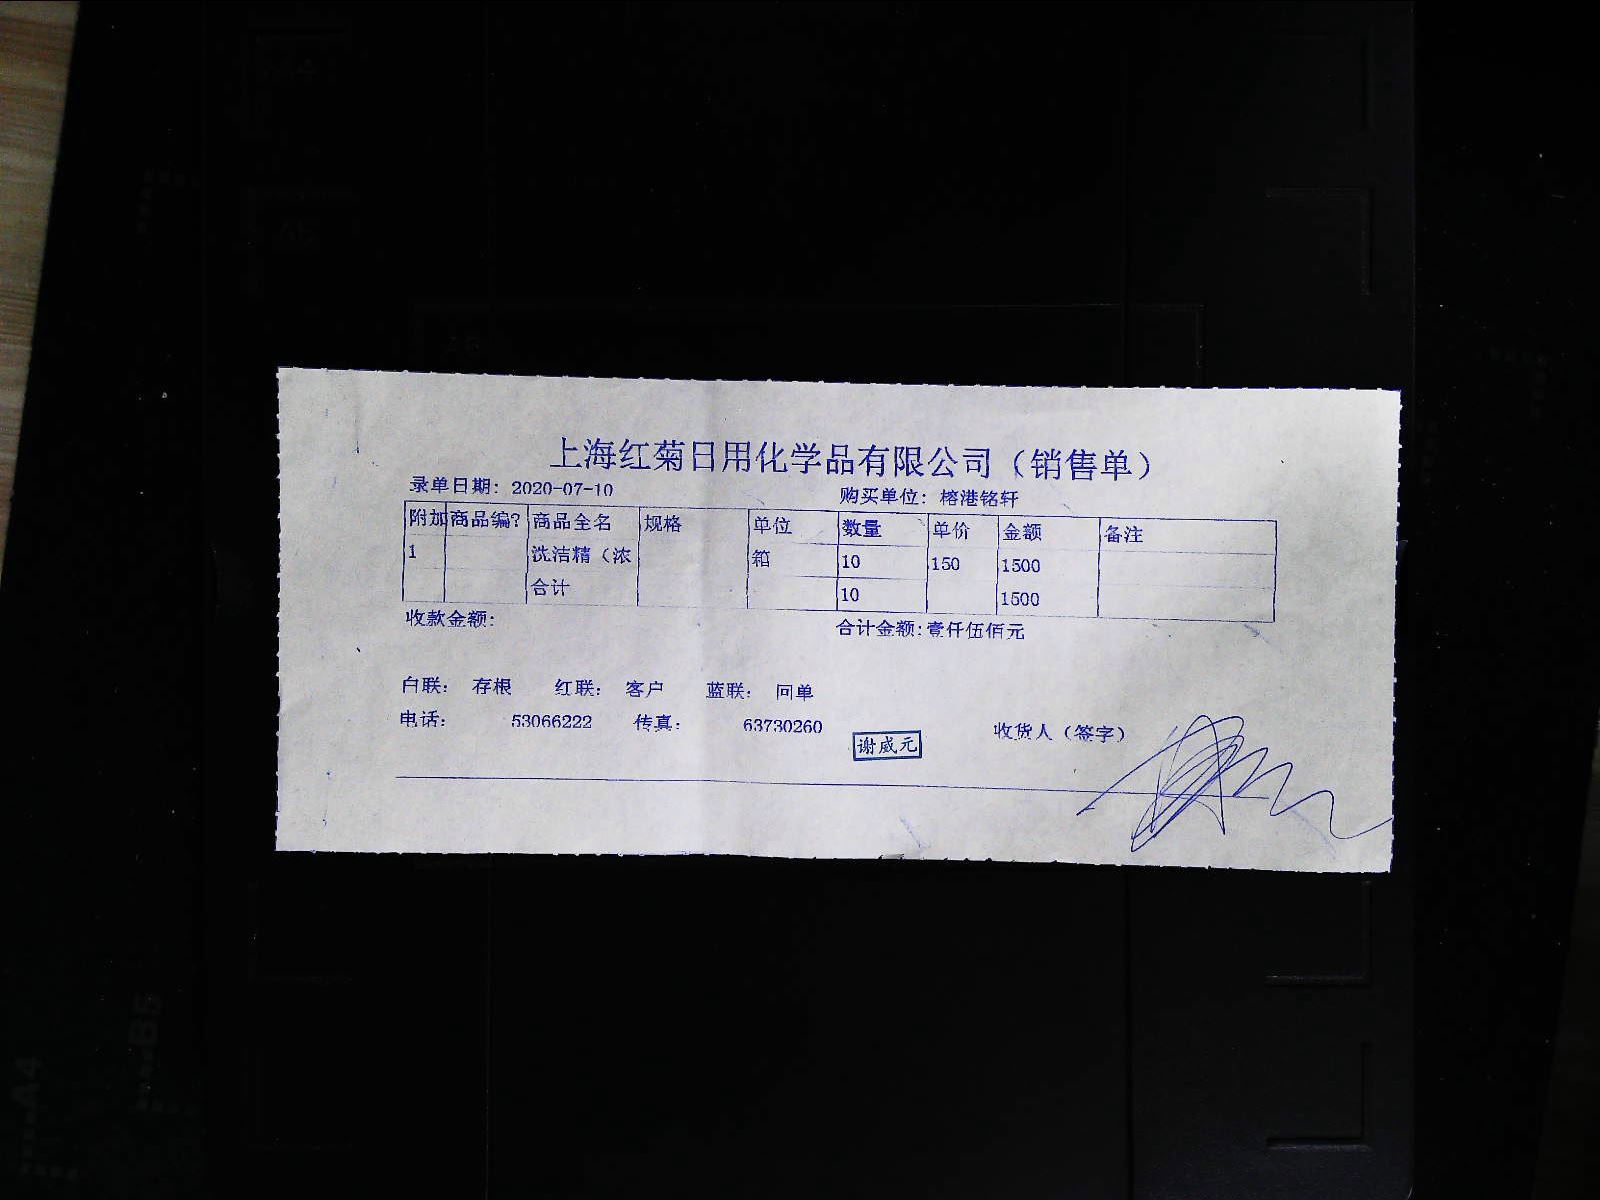 上海红菊日用化学品有限公司（销售单）
录单日期：2020-07-10 购买单位：榕港铭轩
附加 商品编? 商品全名 规格 单位 数量 单价 金额 备注
1 洗洁精（浓 箱 10 150 1500
合计 10 1500
收款金额： 合计金额:壹仟伍佰元
白联： 存根 红联： 客户 蓝联： 回单
电话： 53066222 传真： 63730260 收货人（签字）
谢威元
A4
B5